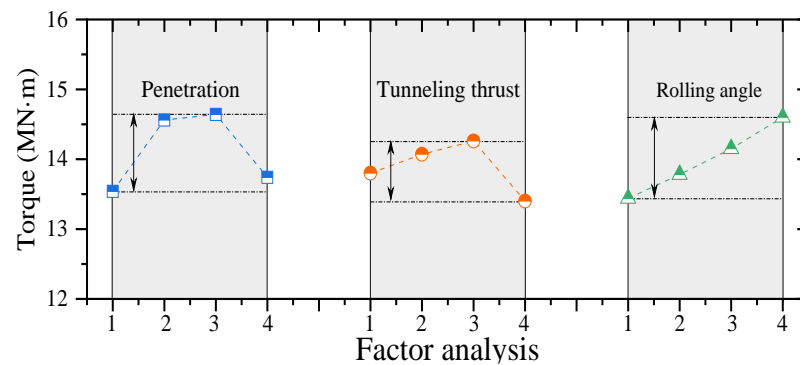 16
15
14
13
12
Torque (MN·m)
Penetration
Tunneling thrust
Rolling angle
1 2 3 4 1 2 3 4 1 2 3 4
Factor analysis